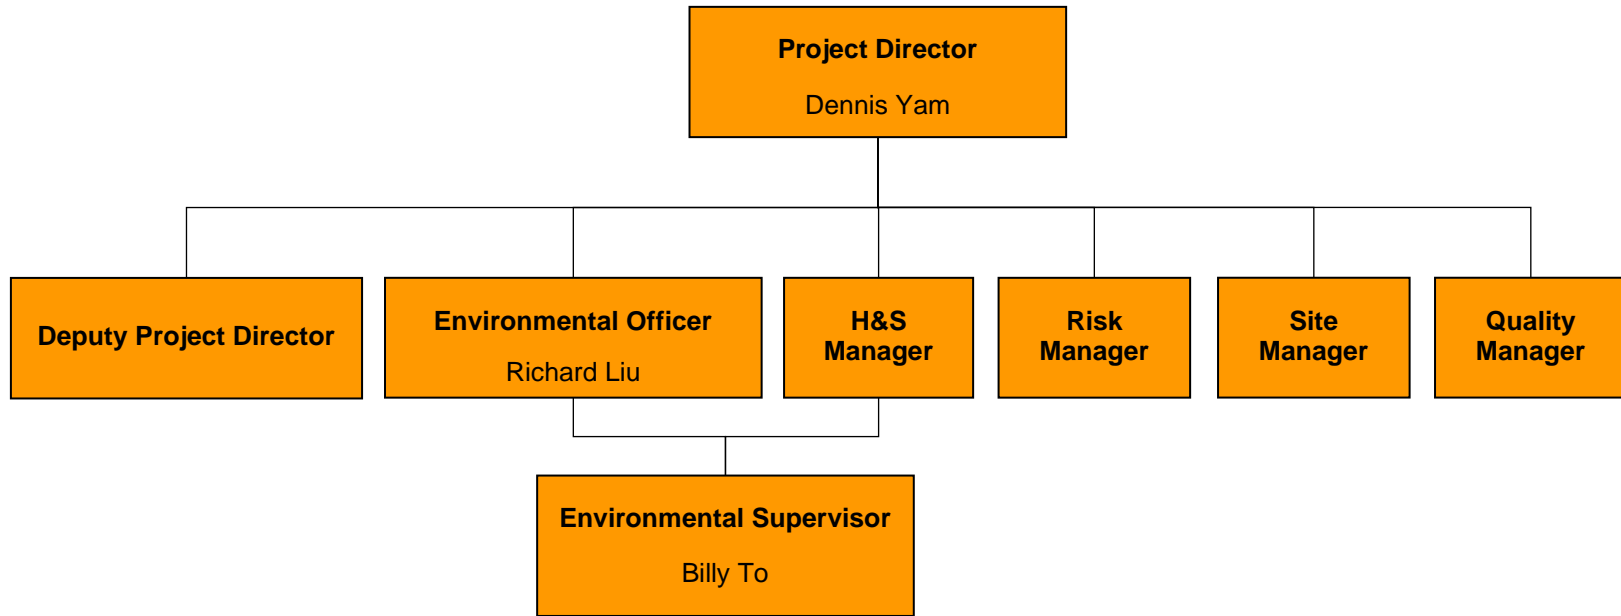 Project Director
Dennis Yam
Deputy Project Director
Environmental Officer
Richard Liu
H&S
Manager
Risk
Manager
Site
Manager
Quality
Manager
Environmental Supervisor
Billy To